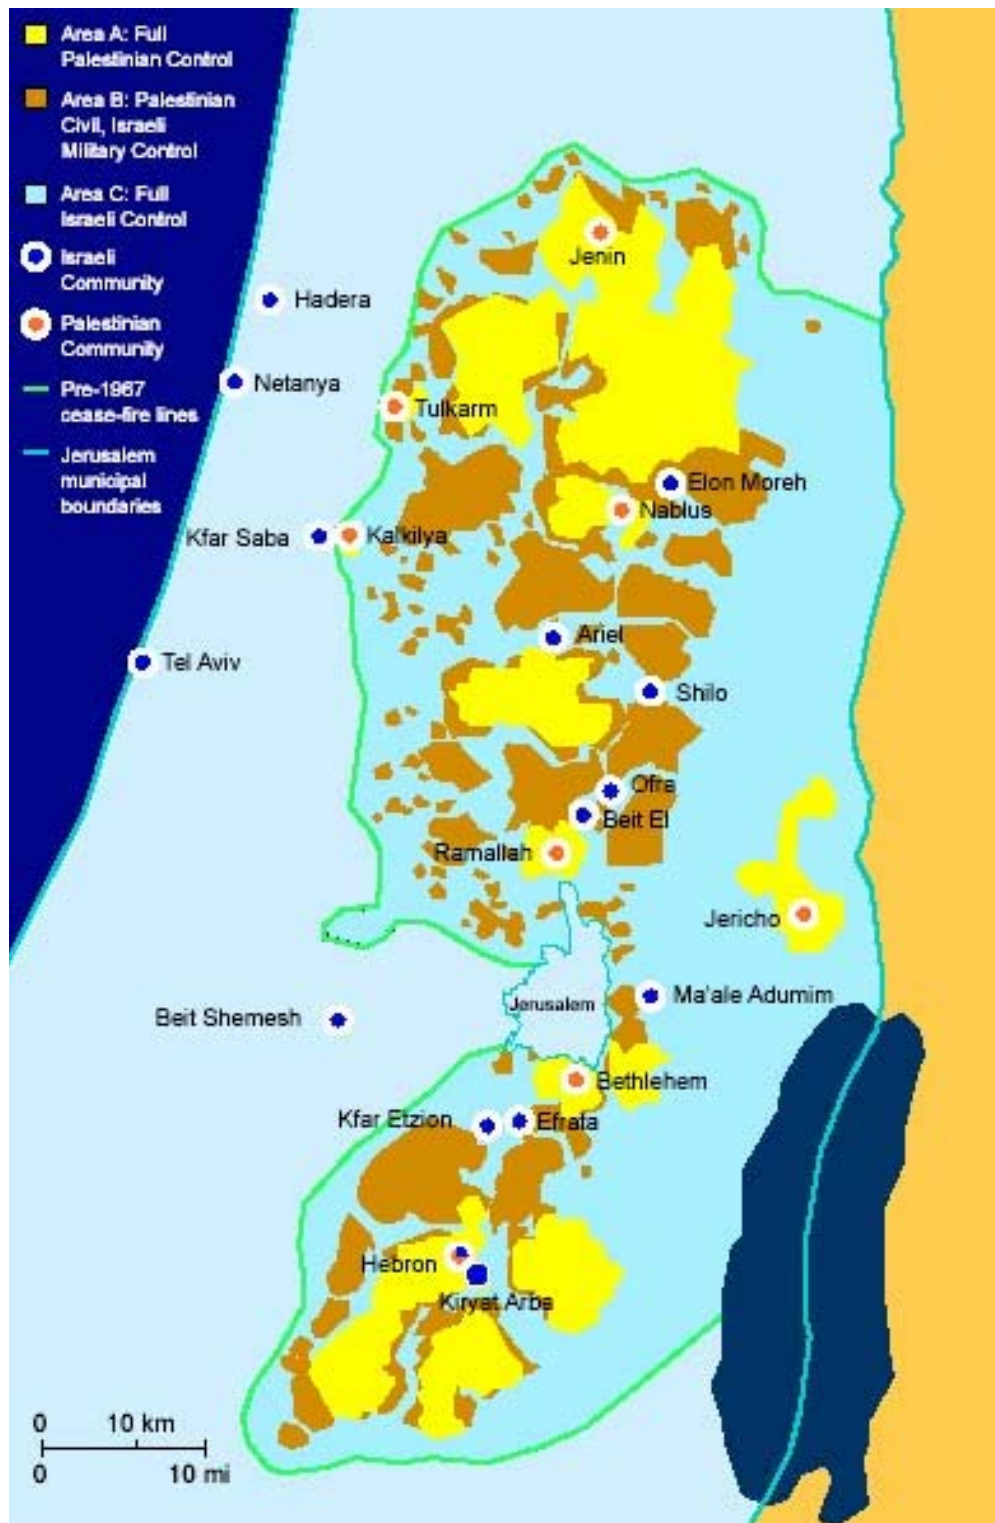 Area A: Full
Palestinian Control
Area B: Palestinian
Civil, Israeli
Military Control
Area C: Full
Israeli Control
Israeli
Community
Palestinian
Community
Pre-1967
cease-fire lines
Jerusalem
municipal
boundaries
Jenin
Hadera
Netanya
Tulkarm
Elon Moreh
Nablus
Kfar Saba
Kalkilya
Ariel
Tel Aviv
Shilo
Ofra
Beit El
Ramallah
Jericho
Ma'ale Adumim
Jerusalem
Beit Shemesh
Bethlehem
Kfar Etzion
Efrata
Hebron
Kiryat Arba
0 10 km
0 10 mi